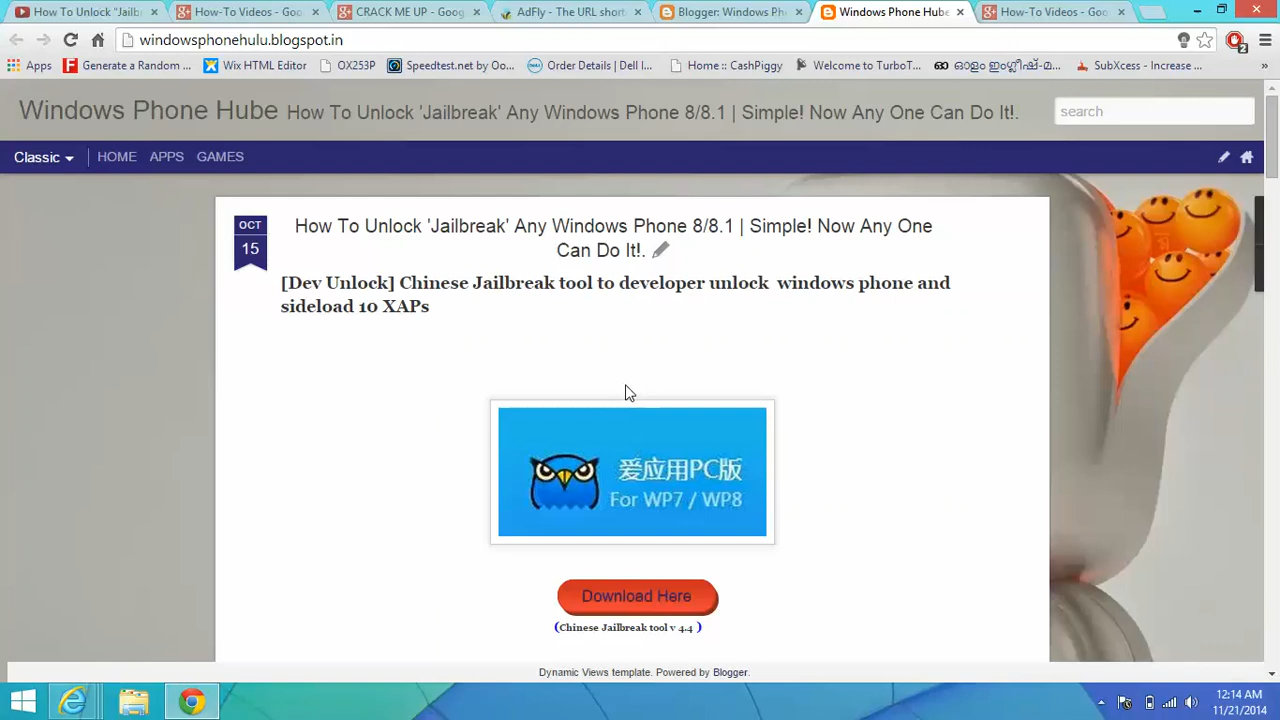 How To Unlock "Jailb
How-To Videos - Goo
CRACK ME UP - Goog
AdFly - The URL short
Blogger: Windows Ph
Windows Phone Hube
How-To Videos - Goo
windowsphonehulu.blogspot.in
2
Apps
Generate a Random ...
Wix HTML Editor
OX253P
Speedtest.net by Oo...
Order Details | Dell I...
Home :: CashPiggy
Welcome to TurboT...
ഓളം ഇംഗ്ലീഷ്-മ...
SubXcess - Increase ...
»
Windows Phone Hube How To Unlock 'Jailbreak' Any Windows Phone 8/8.1 | Simple! Now Any One Can Do It!.
search
Classic
HOME
APPS
GAMES
OCT
15
How To Unlock 'Jailbreak' Any Windows Phone 8/8.1 | Simple! Now Any One
Can Do It!.
[Dev Unlock] Chinese Jailbreak tool to developer unlock windows phone and
sideload 10 XAPs
爱应用PC版
For WP7 / WP8
Download Here
(Chinese Jailbreak tool v 4.4 )
Dynamic Views template. Powered by Blogger.
12:14 AM
11/21/2014